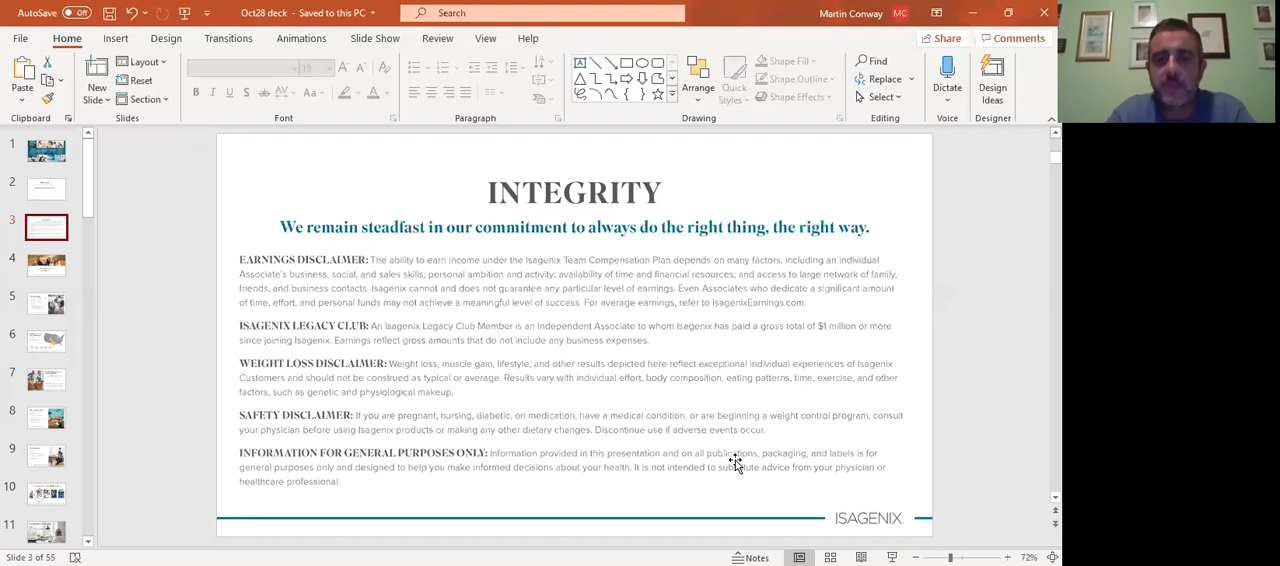 AutoSave Off Oct28 deck - Saved to this PC Search Martin Conway MC
File Home Insert Design Transitions Animations Slide Show Review View Help Share Comments
Paste New Slide Layout Reset Section 18 Arrange Quick Styles Shape Fill Shape Outline Shape Effects Find Replace Select Dictate Design Ideas
B I U S ab AV Aa A
Clipboard Slides Font Paragraph Drawing Editing Voice Designer
1
2
3
4
5
6
7
8
9
10
11
INTEGRITY
We remain steadfast in our commitment to always do the right thing, the right way.
EARNINGS DISCLAIMER: The ability to earn income under the Isagenix Team Compensation Plan depends on many factors, including an individual
Associate's business, social, and sales skills; personal ambition and activity; availability of time and financial resources; and access to large network of family,
friends, and business contacts. Isagenix cannot and does not guarantee any particular level of earnings. Even Associates who dedicate a significant amount
of time, effort, and personal funds may not achieve a meaningful level of success. For average earnings, refer to IsagenixEarnings.com.
ISAGENIX LEGACY CLUB: An Isagenix Legacy Club Member is an Independent Associate to whom Isagenix has paid a gross total of $1 million or more
since joining Isagenix. Earnings reflect gross amounts that do not include any business expenses.
WEIGHT LOSS DISCLAIMER: Weight loss, muscle gain, lifestyle, and other results depicted here reflect exceptional individual experiences of Isagenix
Customers and should not be construed as typical or average. Results vary with individual effort, body composition, eating patterns, time, exercise, and other
factors, such as genetic and physiological makeup.
SAFETY DISCLAIMER: If you are pregnant, nursing, diabetic, on medication, have a medical condition, or are beginning a weight control program, consult
your physician before using Isagenix products or making any other dietary changes. Discontinue use if adverse events occur.
INFORMATION FOR GENERAL PURPOSES ONLY: Information provided in this presentation and on all publications, packaging, and labels is for
general purposes only and designed to help you make informed decisions about your health. It is not intended to substitute advice from your physician or
healthcare professional.
ISAGENIX
Slide 3 of 55 Notes 72%